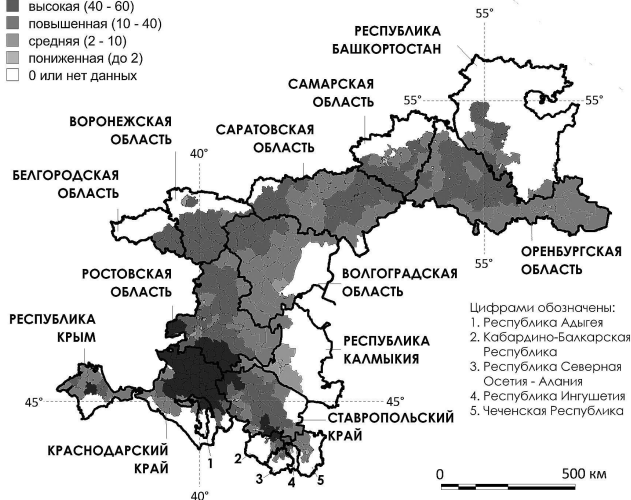 высокая (40 - 60)
повышенная (10 - 40)
средняя (2 - 10)
пониженная (до 2)
0 или нет данных
55°
РЕСПУБЛИКА
БАШКОРТОСТАН
САМАРСКАЯ
ОБЛАСТЬ
55°
55°
ВОРОНЕЖСКАЯ
ОБЛАСТЬ
САРАТОВСКАЯ
ОБЛАСТЬ
40°
БЕЛГОРОДСКАЯ
ОБЛАСТЬ
ОРЕНБУРГСКАЯ
ОБЛАСТЬ
55°
РОСТОВСКАЯ
ОБЛАСТЬ
ВОЛГОГРАДСКАЯ
ОБЛАСТЬ
РЕСПУБЛИКА
КРЫМ
РЕСПУБЛИКА
КАЛМЫКИЯ
45°
45°
СТАВРОПОЛЬСКИЙ
КРАЙ
КРАСНОДАРСКИЙ
КРАЙ
1
2
3
4
5
40°
Цифрами обозначены:
1. Республика Адыгея
2. Кабардино-Балкарская
Республика
3. Республика Северная
Осетия - Алания
4. Республика Ингушетия
5. Чеченская Республика
0
500 км